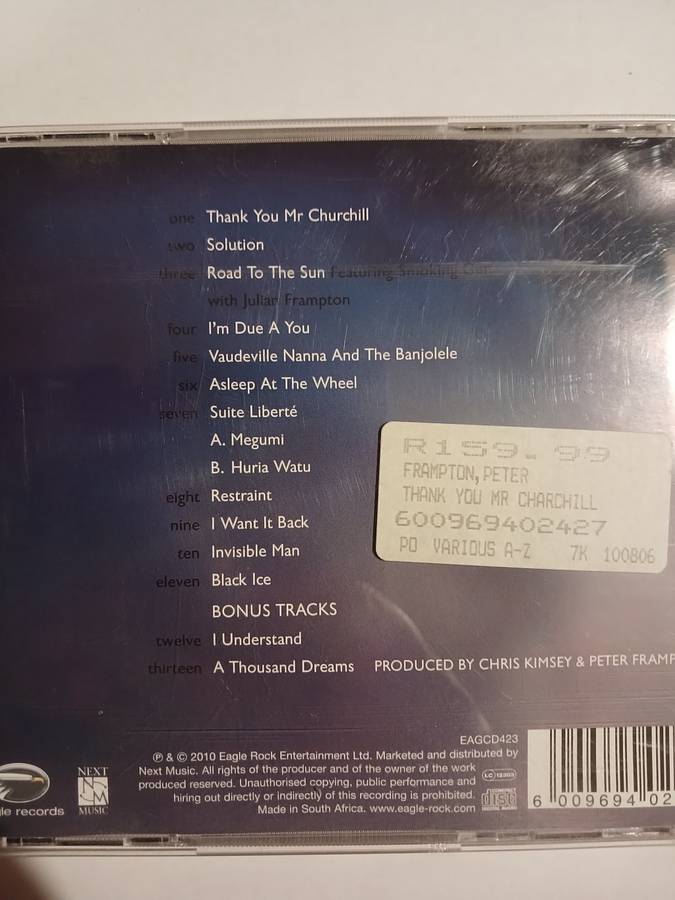 one Thank You Mr Churchill
two Solution
three Road To The Sun Featuring Smoking
with Julian Frampton
four I'm Due A You
five Vaudeville Nanna And The Banjolele
six Asleep At The Wheel
seven Suite Liberté
A. Megumi
B. Huria Watu
eight Restraint
nine I Want It Back
ten Invisible Man
eleven Black Ice
BONUS TRACKS
twelve I Understand
thirteen A Thousand Dreams PRODUCED BY CHRIS KIMSEY & PETER FRAMP
R159.99
FRAMPTON, PETER
THANK YOU MR CHARCHILL
600969402427
PO VARIOUS A-Z 7K 100806
EAGCD423
℗ & © 2010 Eagle Rock Entertainment Ltd. Marketed and distributed by
Next Music. All rights of the producer and of the owner of the work
produced reserved. Unauthorised copying, public performance and
hiring out directly or indirectly of this recording is prohibited.
Made in South Africa. www.eagle-rock.com
gle records
NEXT
NM
MUSIC
LC
COMPACT
disc
6 009694 02